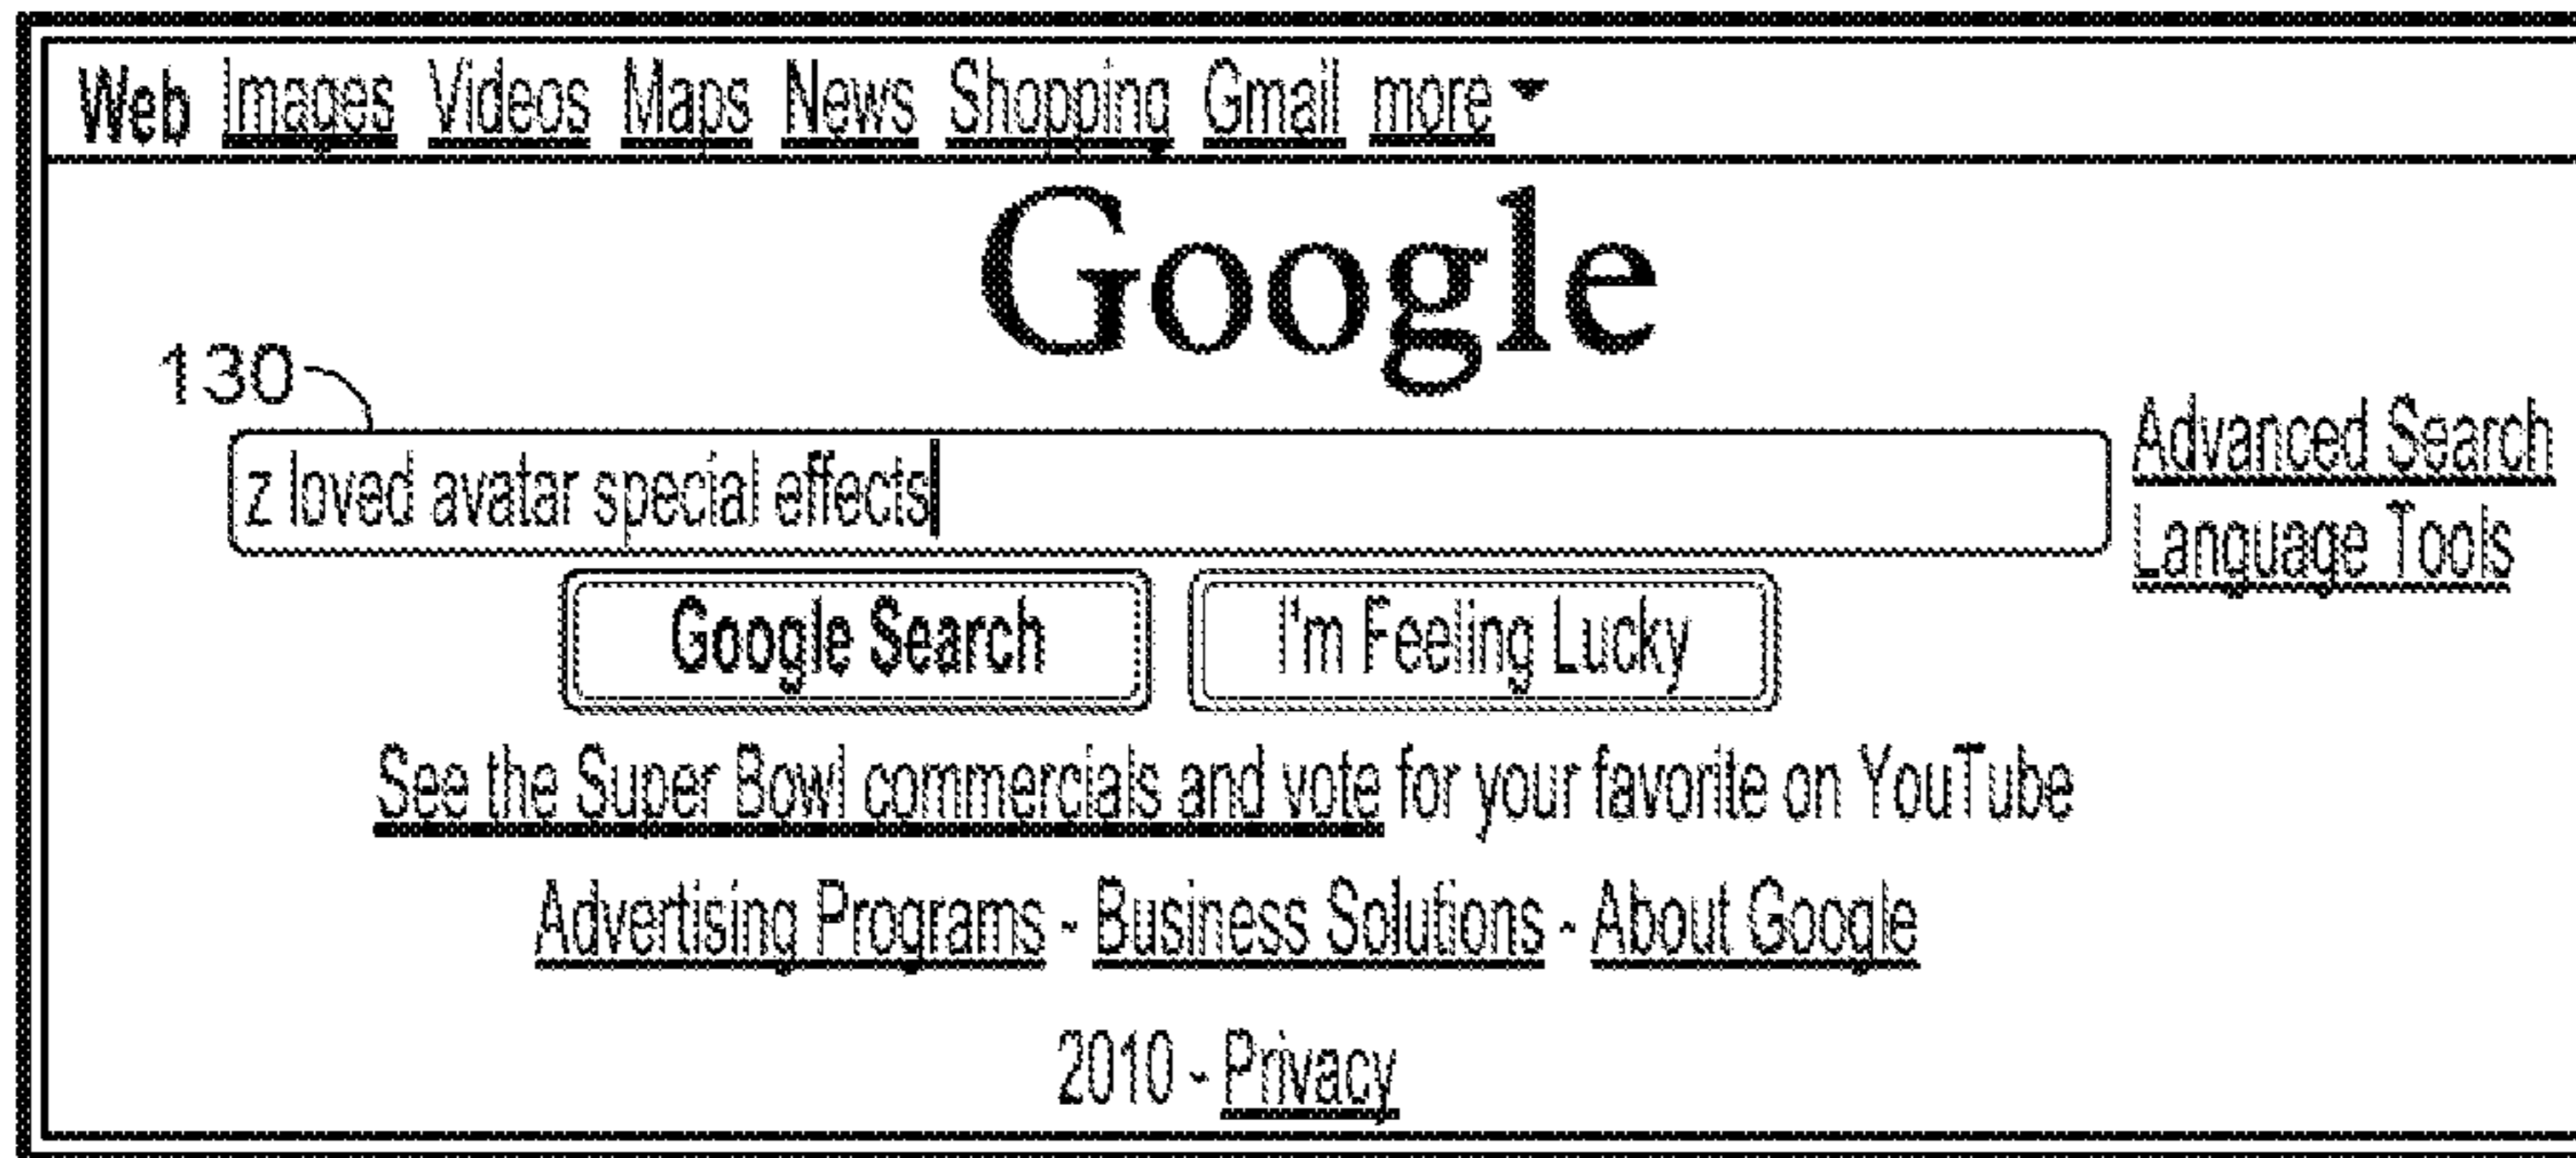 Web Images Videos Maps News Shopping Gmail more
Google
130
z loved avatar special effects
Advanced Search
Language Tools
Google Search I'm Feeling Lucky
See the Super Bowl commercials and vote for your favorite on YouTube
Advertising Programs - Business Solutions - About Google
2010 - Privacy